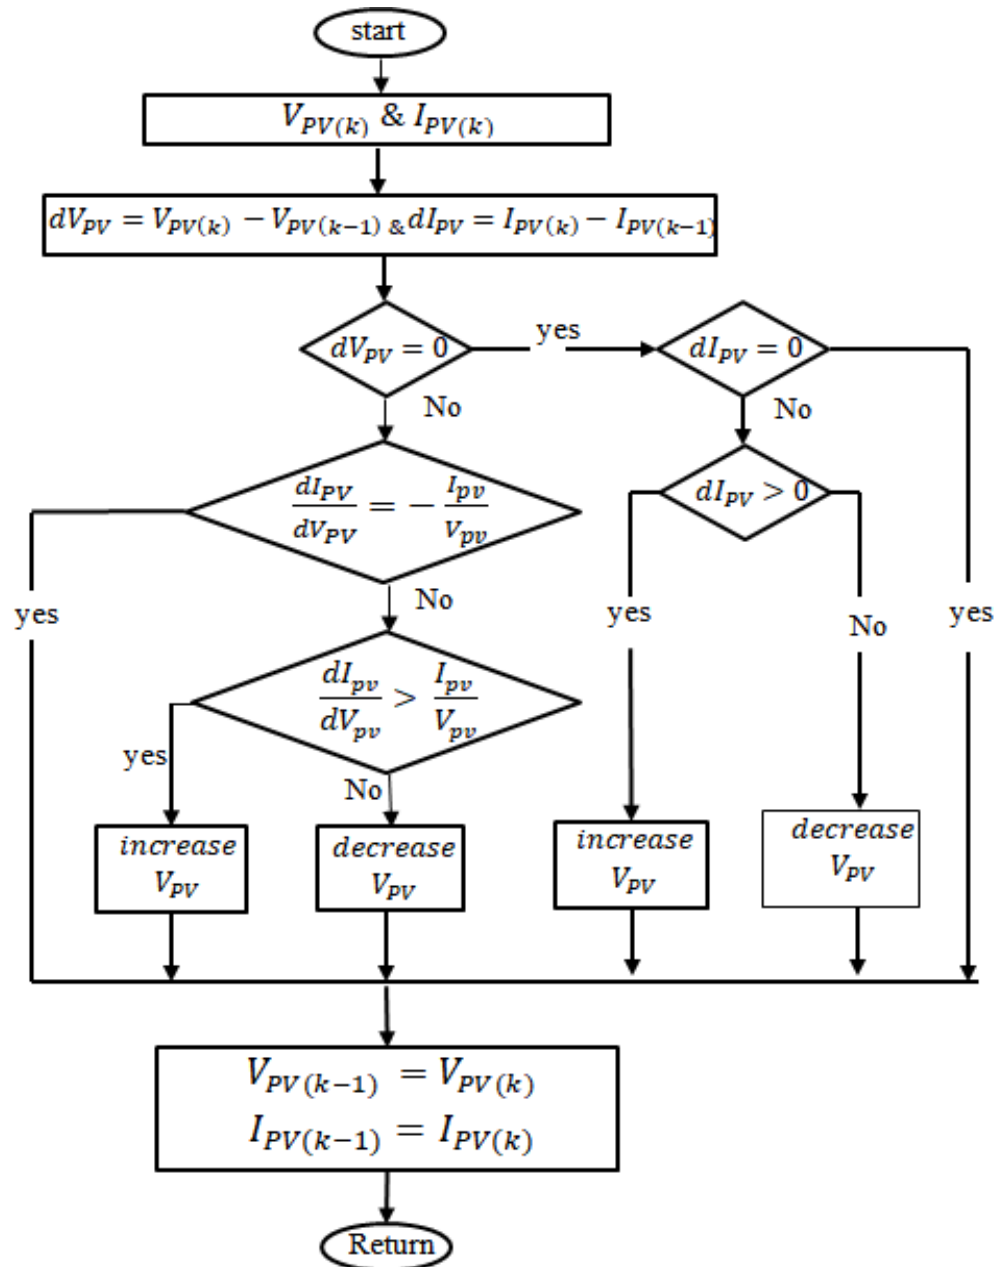 start
V_{PV(k)} & I_{PV(k)}
dV_{PV} = V_{PV(k)} − V_{PV(k−1)} & dI_{PV} = I_{PV(k)} − I_{PV(k−1)}
dV_{PV} = 0
yes
dI_{PV} = 0
No
No
dI_{PV}/dV_{PV} = − I_{pv}/V_{pv}
dI_{PV} > 0
yes
No
yes
No
yes
dI_{pv}/dV_{pv} > I_{pv}/V_{pv}
yes
No
increase
V_{PV}
decrease
V_{PV}
increase
V_{PV}
decrease
V_{PV}
V_{PV(k−1)} = V_{PV(k)}
I_{PV(k−1)} = I_{PV(k)}
Return